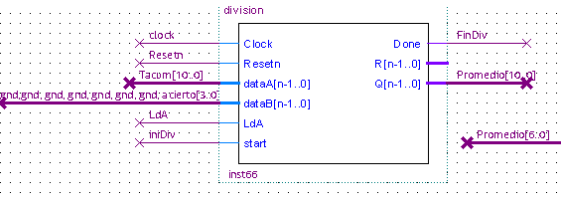 division
clock
Clock
Done
FinDiv
Resetn
Resetn
R[n-1..0]
Tacom[10..0]
dataA[n-1..0]
Q[n-1..0]
Promedio[10..0]
gnd,gnd, gnd, gnd, gnd, gnd, gnd, acierto[3..0]
dataB[n-1..0]
LdA
LdA
iniDiv
start
Promedio[6..0]
inst66